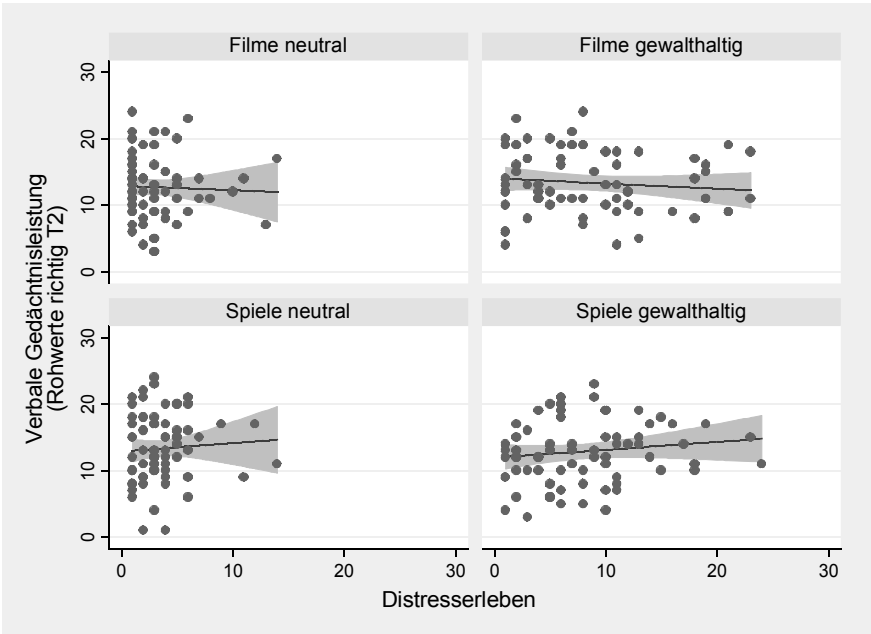 Filme neutral
Filme gewalthaltig
30
20
10
0
Spiele neutral
Spiele gewalthaltig
30
20
10
0
Verbale Gedächtnisleistung
(Rohwerte richtig T2)
0 10 20 30
0 10 20 30
Distresserleben